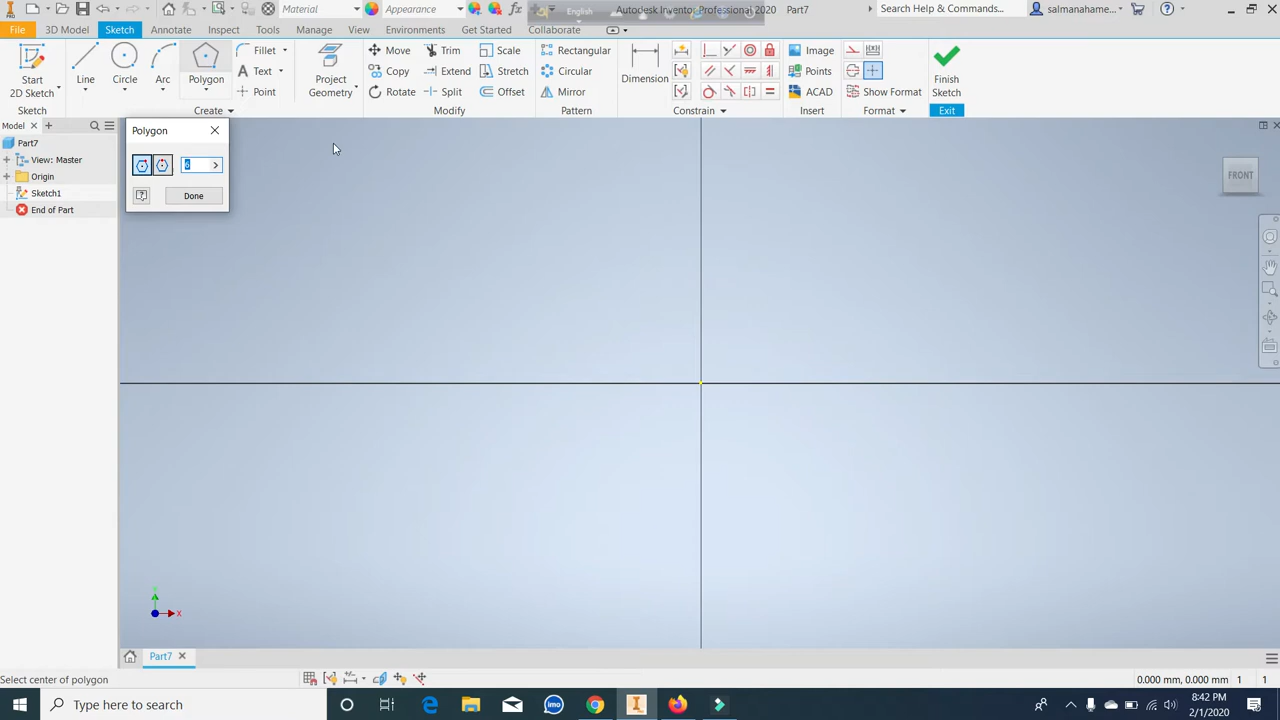 PRO
Material
Appearance
English
Autodesk Inventor Professional 2020 Part7
Search Help & Commands...
salmanahame...
File 3D Model Sketch Annotate Inspect Tools Manage View Environments Get Started Collaborate
Start
2D Sketch
Line
Circle
Arc
Polygon
Fillet
Text
Point
Project
Geometry
Move
Copy
Rotate
Trim
Extend
Split
Scale
Stretch
Offset
Rectangular
Circular
Mirror
Dimension
Image
Points
ACAD
Show Format
Finish
Sketch
Sketch Create Modify Pattern Constrain Insert Format Exit
Model
Part7
View: Master
Origin
Sketch1
End of Part
Polygon
6
Done
FRONT
x
Part7
Select center of polygon
0.000 mm, 0.000 mm 1 1
Type here to search
imo
8:42 PM
2/1/2020